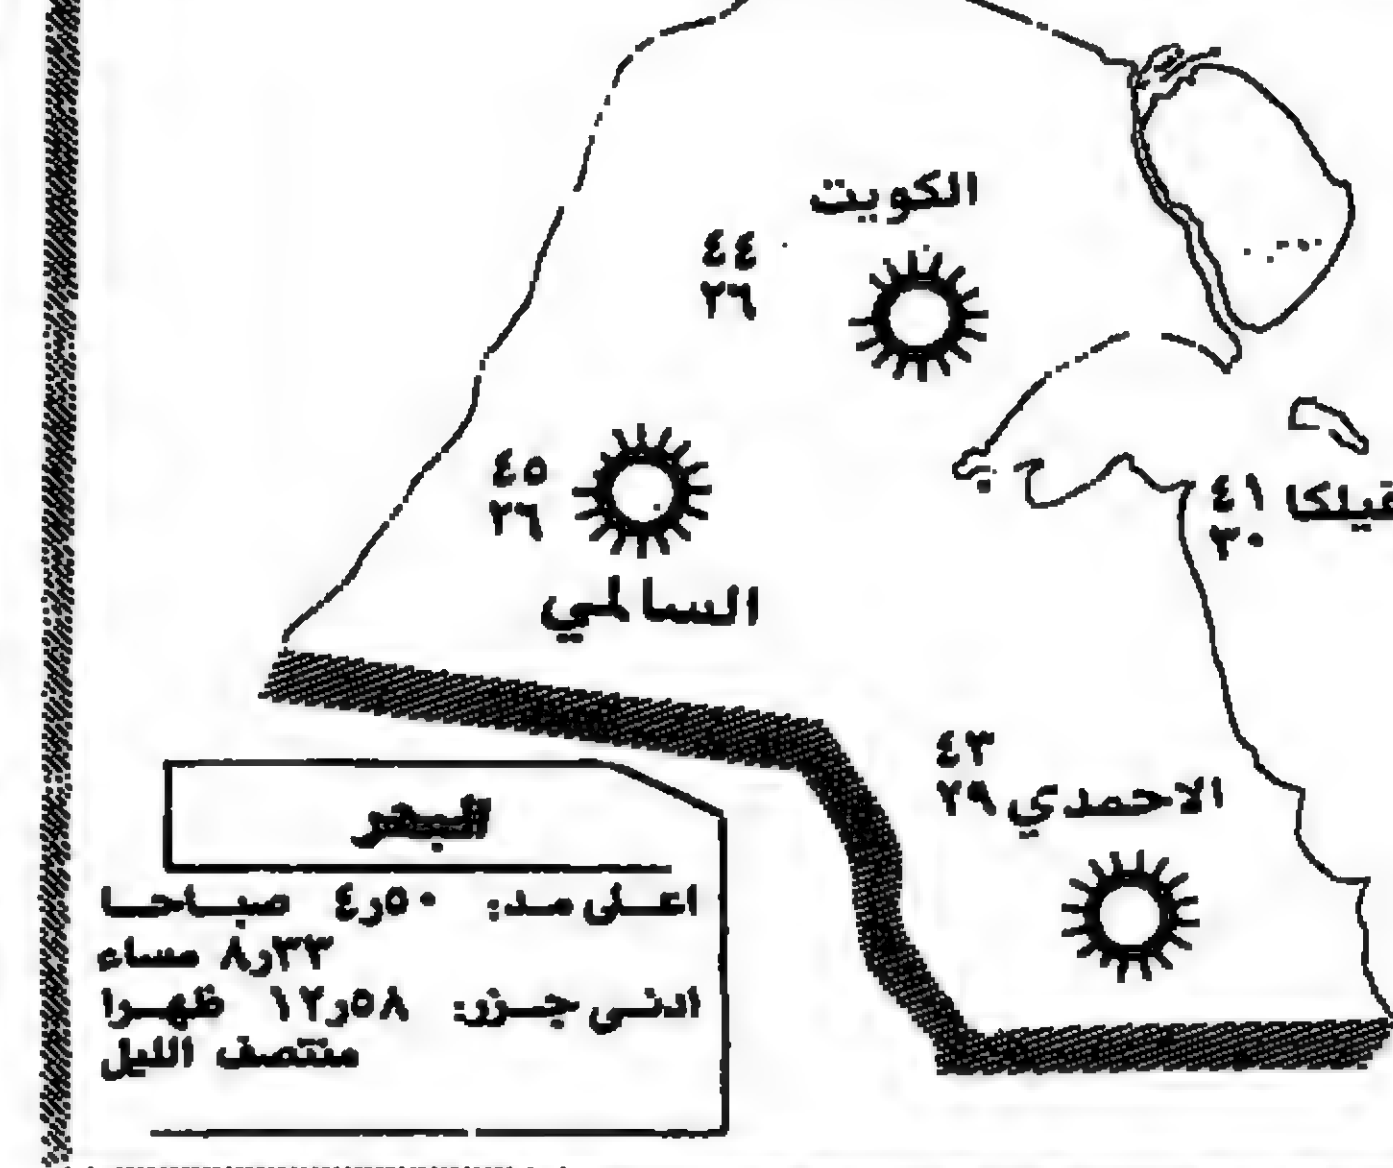 الكويت
٤٤
٢٦
٤٥
٢٦
السالمي
٤١ فيلكا
٣٠
٤٣
٢٩ الاحمدي
البحر
اعلى مد: ٤٫٥٠ صباحا
٨٫٣٣ مساء
ادنى جزر: ١٢٫٥٨ ظهرا
منتصف الليل